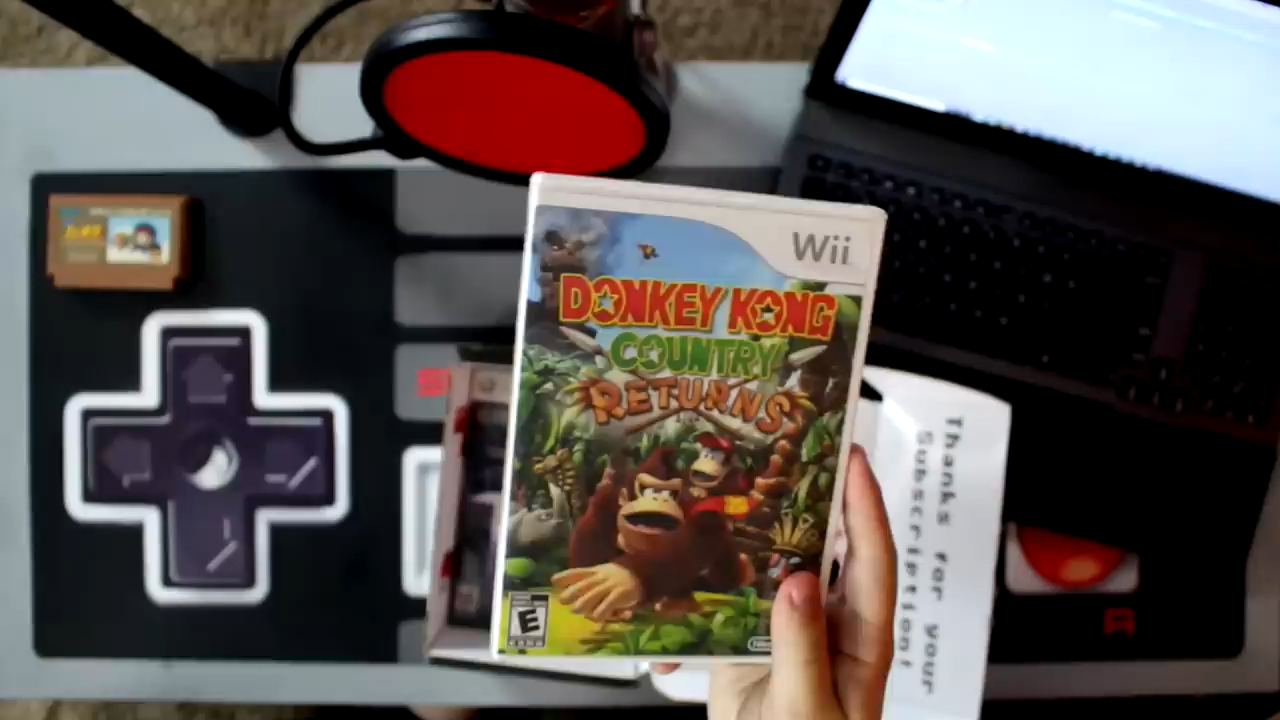 Wii
DONKEY KONG
COUNTRY
RETURNS
E
Thanks for your
Subscription!
A